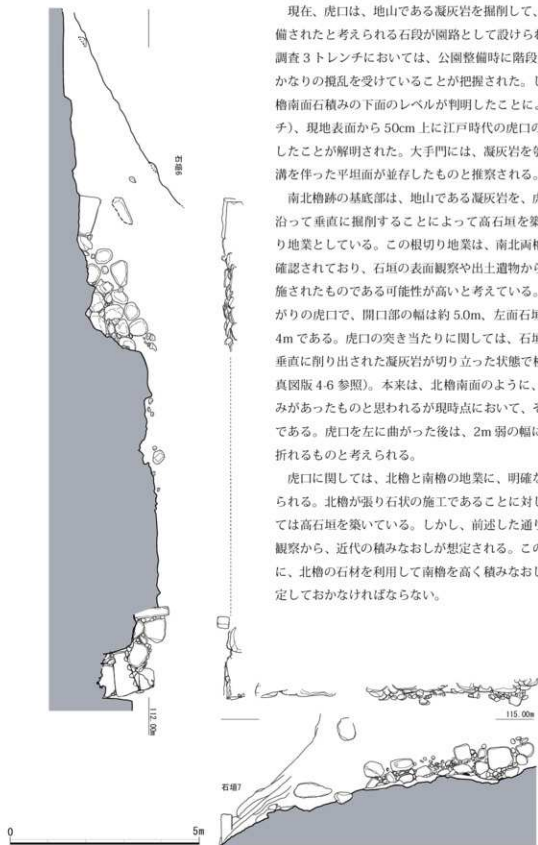 現在、虎口は、地山である凝灰岩を掘削して、
備されたと考えられる石段が園路として設けられ
調査3トレンチにおいては、公園整備時に階段
かなりの撹乱を受けていることが把握された。し
櫓南面石積みの下面のレベルが判明したことに。
チ）、現地表面から 50cm 上に江戸時代の虎口の
したことが解明された。大手門には、凝灰岩を
溝を伴った平坦面が並存したものと推察される。
南北櫓跡の基底部は、地山である凝灰岩を、虎
沿って垂直に掘削することによって高石垣を築
り地業としている。この根切り地業は、南北両櫓
確認されており、石垣の表面観察や出土遺物から
施されたものである可能性が高いと考えている。
がりの虎口で、開口部の幅は約 5.0m、左面石垣
4m である。虎口の突き当たりに関しては、石垣
垂直に削り出された凝灰岩が切り立った状態で検
真図版 4-6 参照）。本来は、北櫓南面のように、
みがあったものと思われるが現時点において、そ
である。虎口を左に曲がった後は、2m 弱の幅に
折れるものと考えられる。
虎口に関しては、北櫓と南櫓の地業に、明確な
られる。北櫓が張り石状の施工であることに対し
ては高石垣を築いている。しかし、前述した通り
観察から、近代の積みなおしが想定される。この
に、北櫓の石材を利用して南櫓を高く積みなおし
定しておかなければならない。
石垣6
112.00m
115.00m
石垣7
0 5m